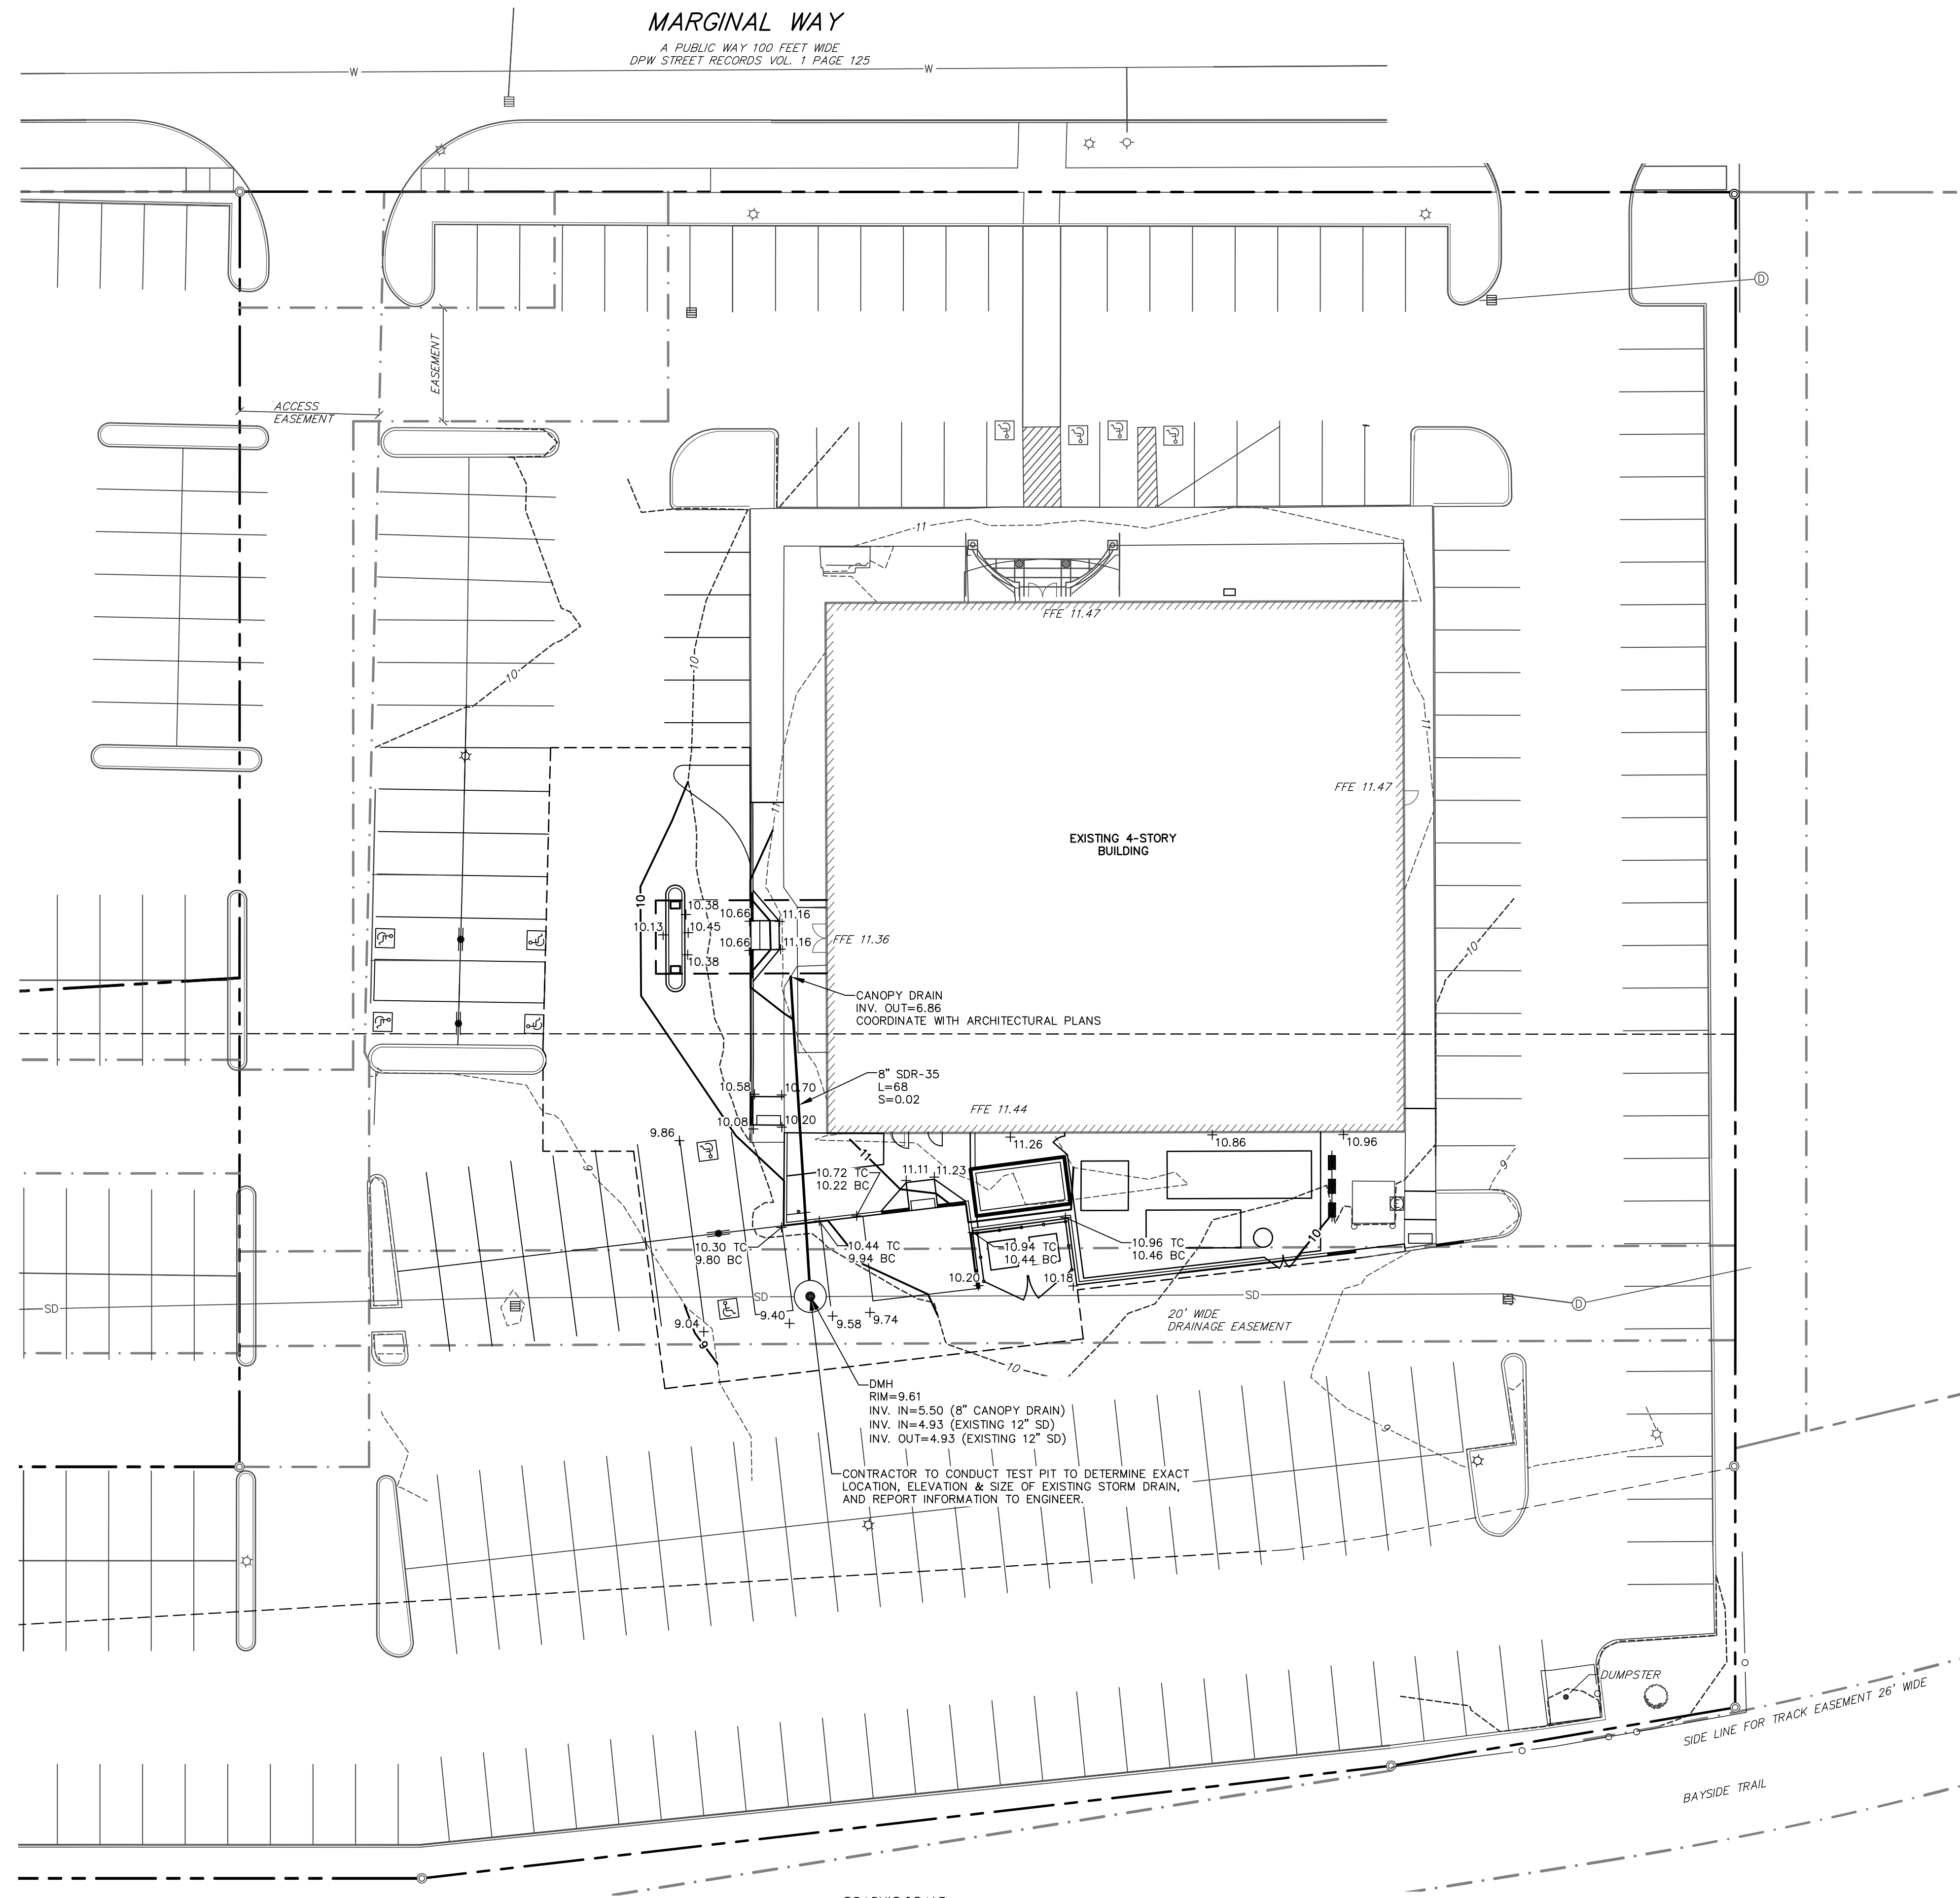 MARGINAL WAY
A PUBLIC WAY 100 FEET WIDE
DPW STREET RECORDS VOL. 1 PAGE 125
W
W
D
EASEMENT
ACCESS
EASEMENT
11
FFE 11.47
10
10
11
FFE 11.47
11
EXISTING 4-STORY
BUILDING
10
10.38
10.66
11.16
10.13
10.45
10.66
11.16
FFE 11.36
10.38
10
CANOPY DRAIN
INV. OUT=6.86
COORDINATE WITH ARCHITECTURAL PLANS
8" SDR-35
L=68
S=0.02
10.58
10.70
FFE 11.44
10.08
10.20
9.86
11.26
10.86
10.96
11
9
9
10.72 TC
10.22 BC
11.11
11.23
E
10
10.30 TC
9.80 BC
10.44 TC
9.94 BC
10.94 TC
10.44 BC
10.96 TC
10.46 BC
10.20
10.18
SD
SD
SD
D
9.04
9.40
9.58
9.74
9
20' WIDE
DRAINAGE EASEMENT
10
DMH
RIM=9.61
INV. IN=5.50 (8" CANOPY DRAIN)
INV. IN=4.93 (EXISTING 12" SD)
INV. OUT=4.93 (EXISTING 12" SD)
9
CONTRACTOR TO CONDUCT TEST PIT TO DETERMINE EXACT
LOCATION, ELEVATION & SIZE OF EXISTING STORM DRAIN,
AND REPORT INFORMATION TO ENGINEER.
DUMPSTER
SIDE LINE FOR TRACK EASEMENT 26' WIDE
BAYSIDE TRAIL